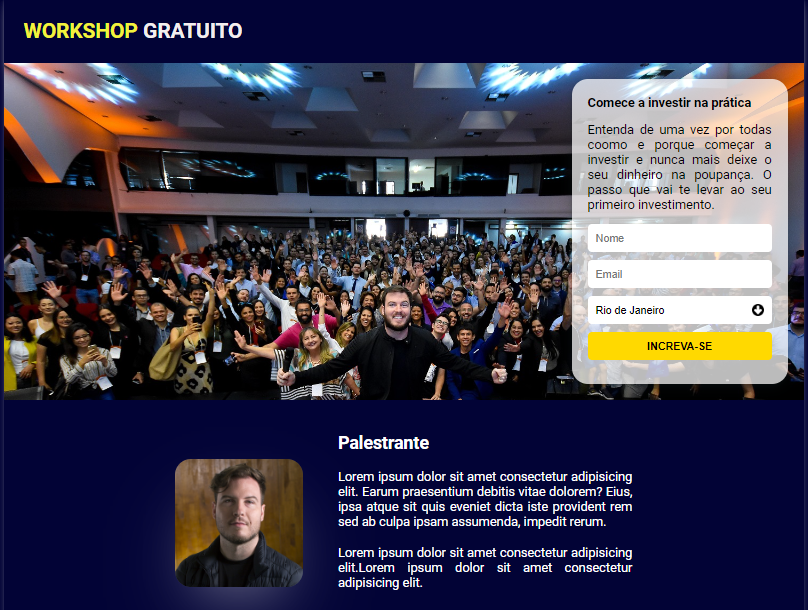 WORKSHOP GRATUITO
Comece a investir na prática
Entenda de uma vez por todas
coomo e porque começar a
investir e nunca mais deixe o
seu dinheiro na poupança. O
passo que vai te levar ao seu
primeiro investimento.
Nome
Email
Rio de Janeiro
INCREVA-SE
Palestrante
Lorem ipsum dolor sit amet consectetur adipisicing
elit. Earum praesentium debitis vitae dolorem? Eius,
ipsa atque sit quis eveniet dicta iste provident rem
sed ab culpa ipsam assumenda, impedit rerum.
Lorem ipsum dolor sit amet consectetur adipisicing
elit.Lorem ipsum dolor sit amet consectetur
adipisicing elit.